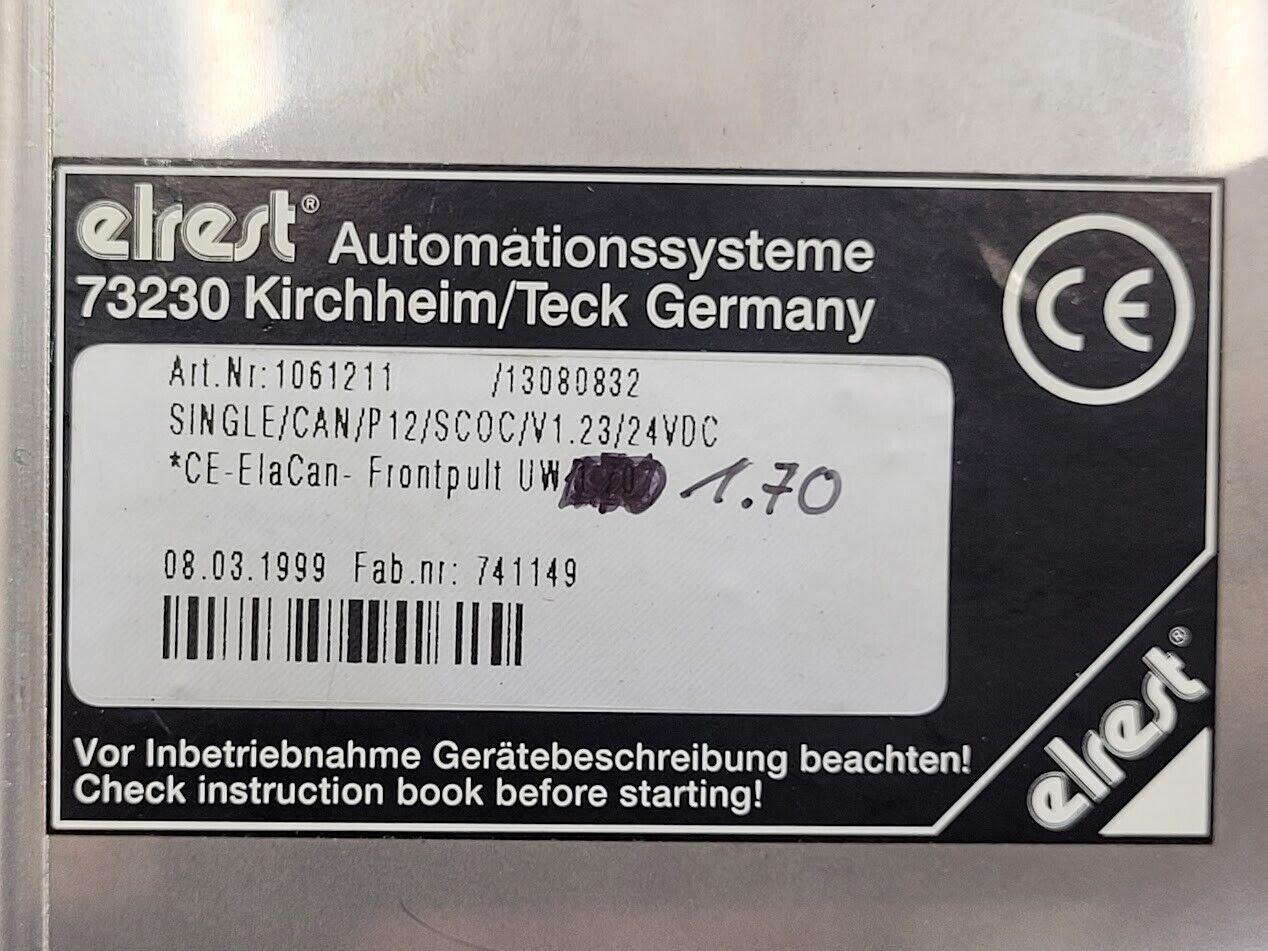 elrest® Automationssysteme
73230 Kirchheim/Teck Germany
CE
Art.Nr:1061211 /13080832
SINGLE/CAN/P12/SCOC/V1.23/24VDC
*CE-ElaCan- Frontpult UW 1.70
08.03.1999 Fab.nr: 741149
Vor Inbetriebnahme Gerätebeschreibung beachten!
Check instruction book before starting!
elrest®